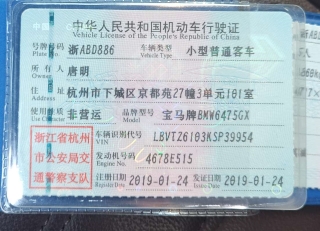 中华人民共和国机动车行驶证
Vehicle License of the People's Republic of China
号牌号码 浙ABD886 车辆类型 小型普通客车
Plate No. Vehicle Type
所有人 唐明
Owner
住址 杭州市下城区京都苑27幢3单元101室
Address
使用性质 非营运 品牌型号 宝马牌BMW6475GX
Use Character Model
浙江省杭州 车辆识别代号 LBVTZ6103KSP39954
VIN
市公安局交 发动机号码 4678E515
Engine No.
通警察支队 注册日期 2019-01-24 发证日期 2019-01-24
Register Date Issue Date